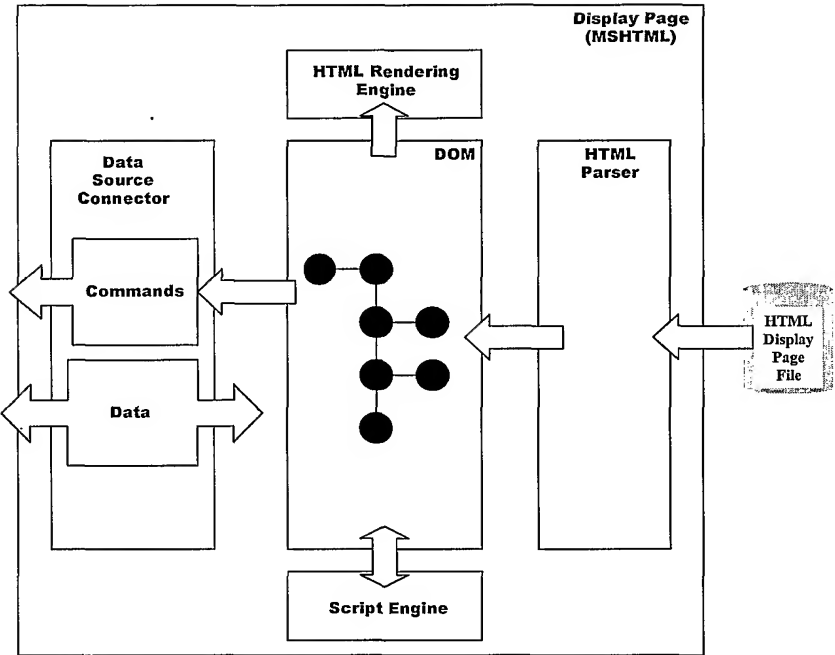 Display Page
(MSHTML)
HTML Rendering
Engine
Data
Source
Connector
DOM
HTML
Parser
Commands
HTML
Display
Page
File
Data
Script Engine